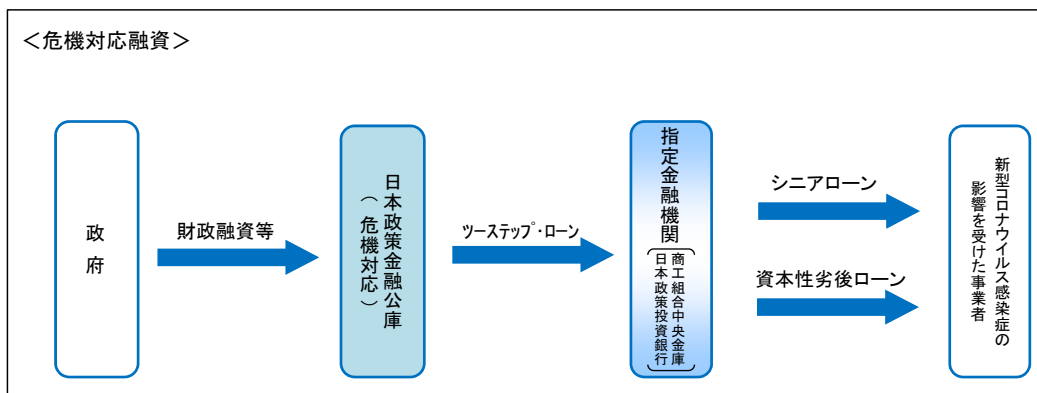 ＜危機対応融資＞
政府
財政融資等
日本政策金融公庫
（危機対応）
ﾂｰｽﾃｯﾌﾟ・ﾛｰﾝ
指定金融機関
商工組合中央金庫
日本政策投資銀行
シニアローン
資本性劣後ローン
新型コロナウイルス感染症の
影響を受けた事業者